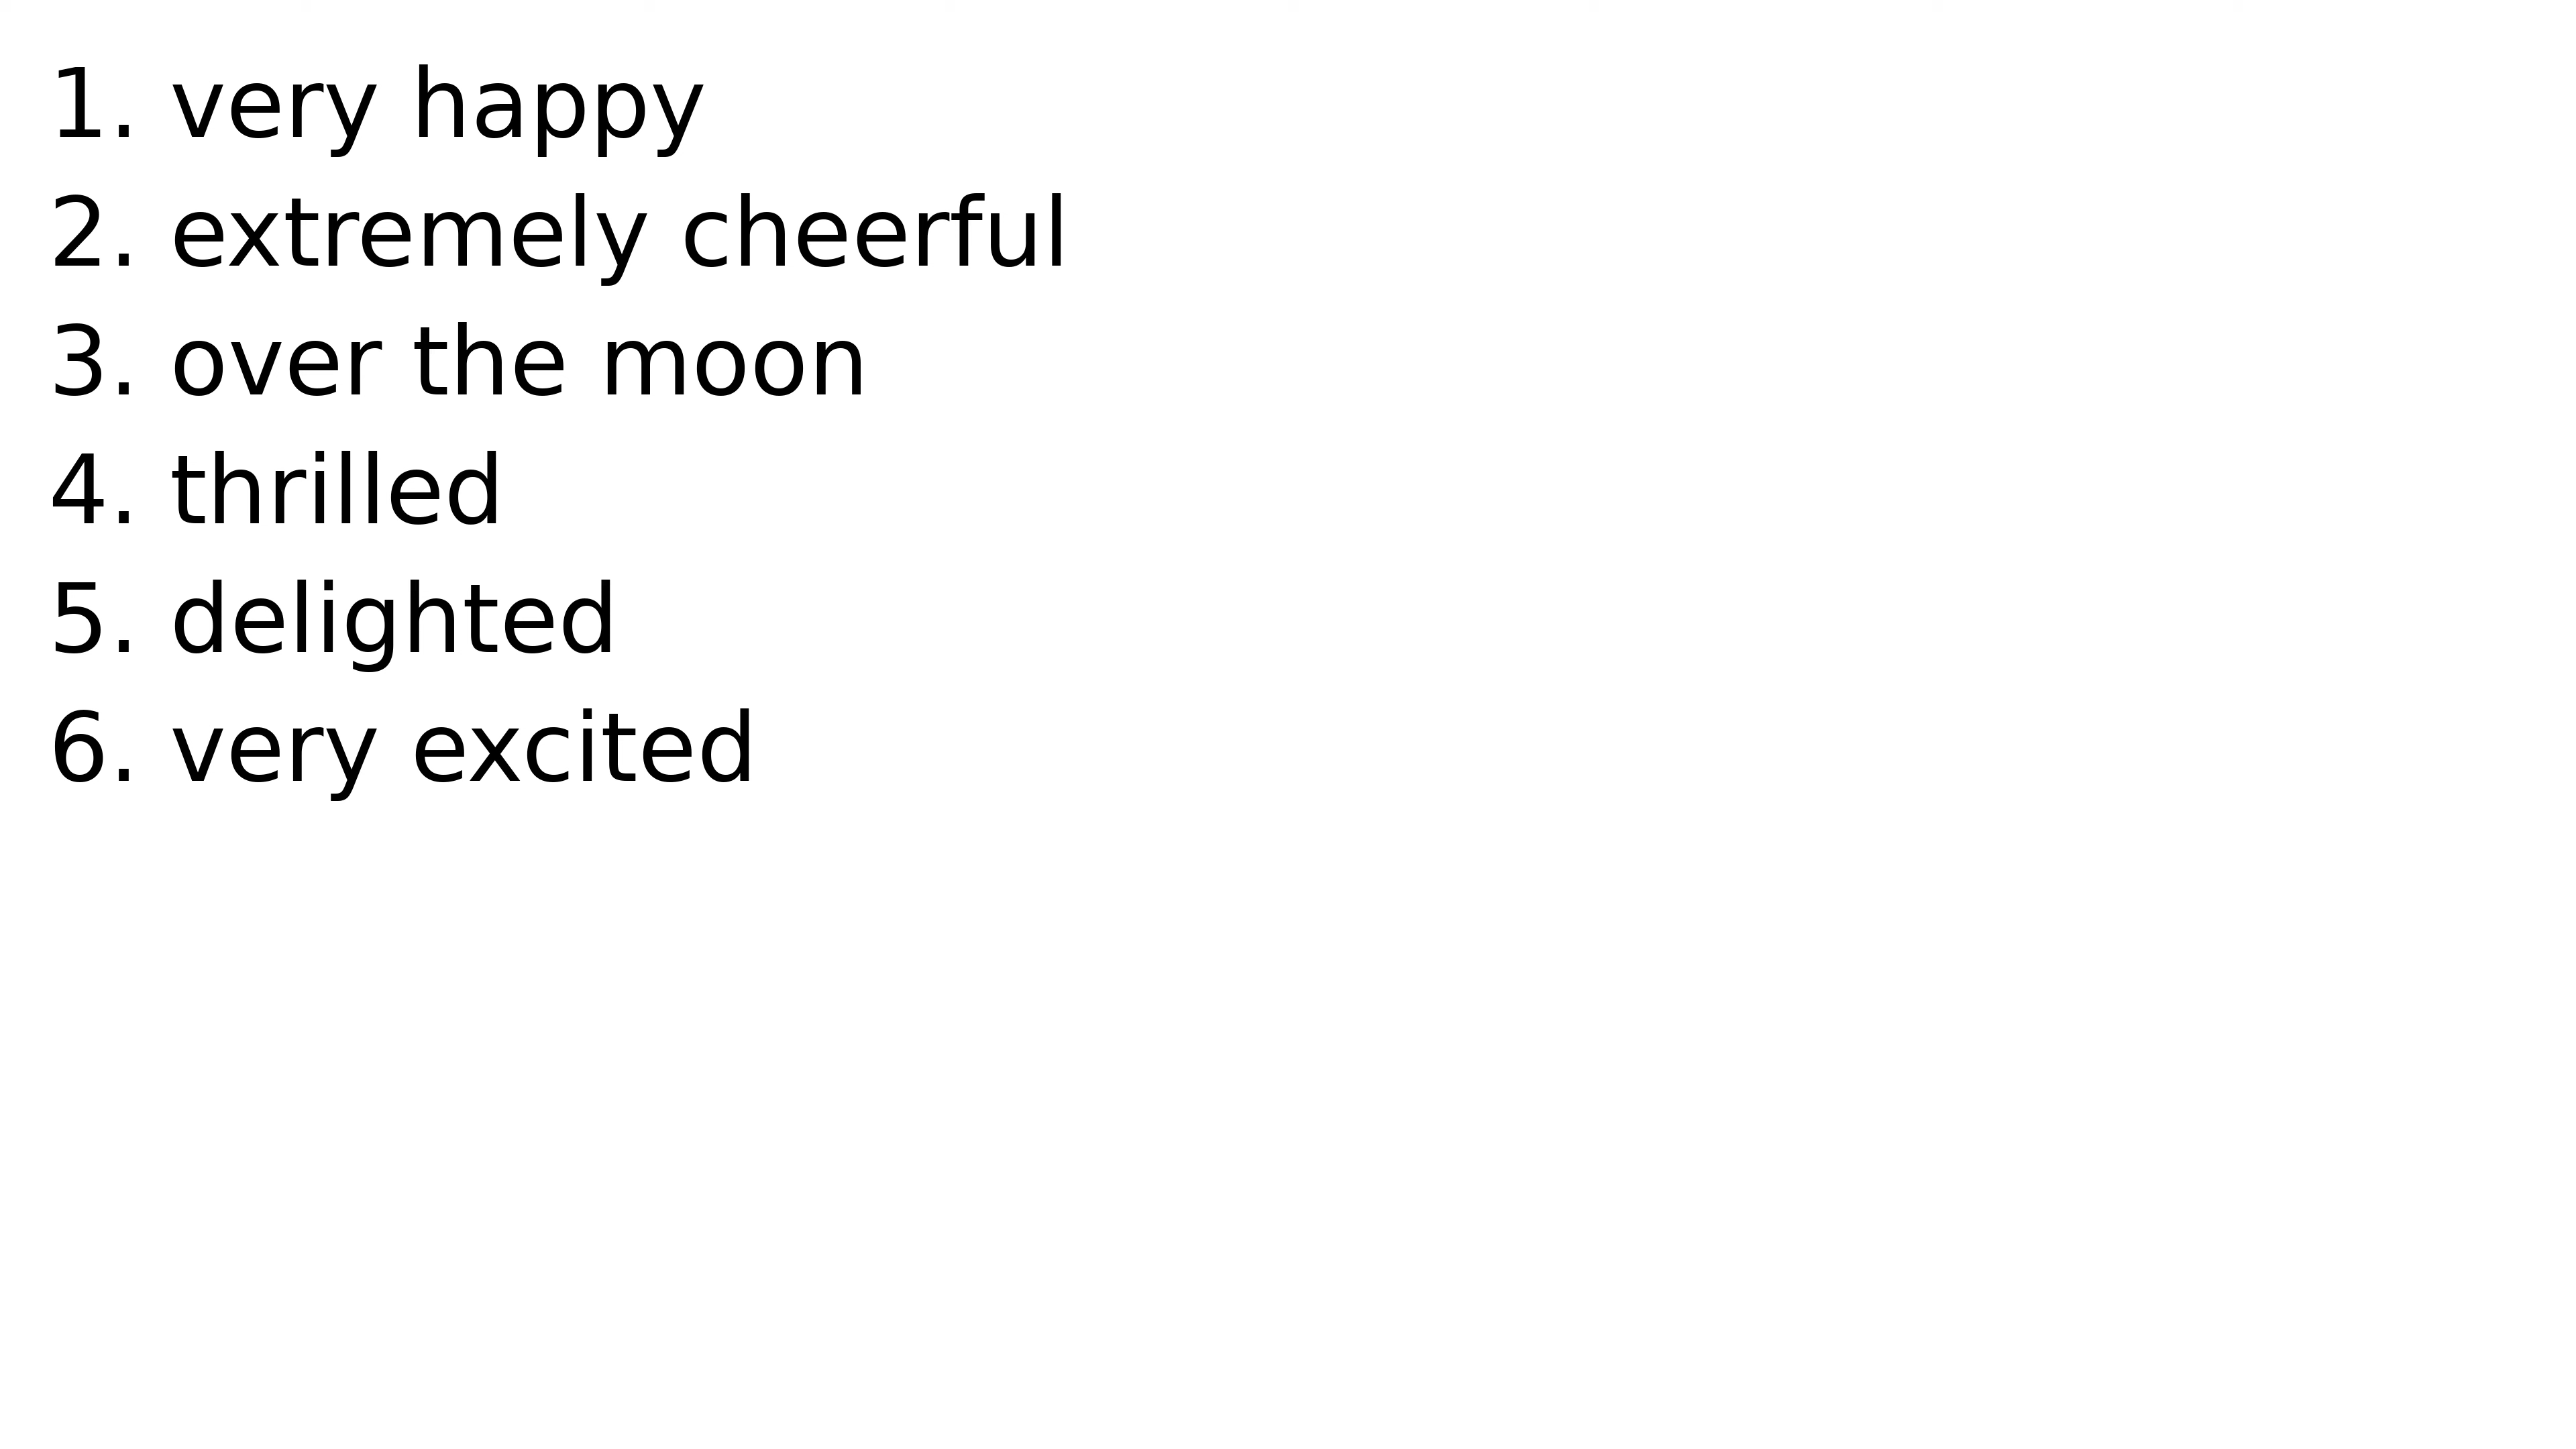 1. very happy
2. extremely cheerful
3. over the moon
4. thrilled
5. delighted
6. very excited